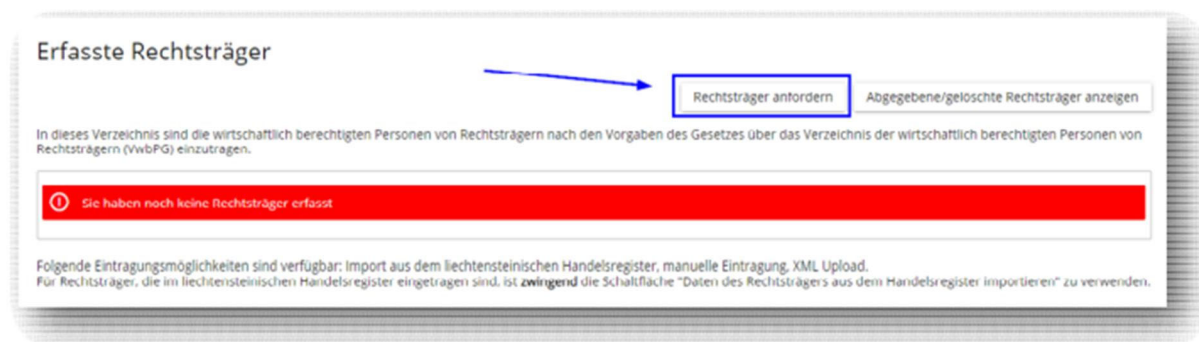 Erfasste Rechtsträger
Rechtsträger anfordern
Abgegebene/gelöschte Rechtsträger anzeigen
In dieses Verzeichnis sind die wirtschaftlich berechtigten Personen von Rechtsträgern nach den Vorgaben des Gesetzes über das Verzeichnis der wirtschaftlich berechtigten Personen von
Rechtsträgern (VwbPG) einzutragen.
Sie haben noch keine Rechtsträger erfasst
Folgende Eintragungsmöglichkeiten sind verfügbar: Import aus dem liechtensteinischen Handelsregister, manuelle Eintragung, XML Upload.
Für Rechtsträger, die im liechtensteinischen Handelsregister eingetragen sind, ist zwingend die Schaltfläche "Daten des Rechtsträgers aus dem Handelsregister importieren" zu verwenden.